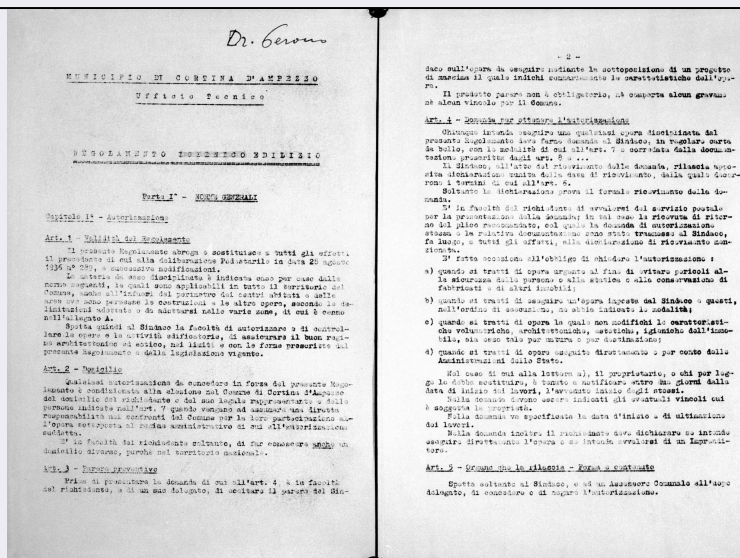 Dr. Gerono
MUNICIPIO DI CORTINA D'AMPEZZO
Ufficio Tecnico
REGOLAMENTO IGIENICO EDILIZIO
Parte I° - NORME GENERALI
Capitolo 1° - Autorizzazione
Art. 1 - Validità del Regolamento
Il presente Regolamento abroga e sostituisce a tutti gli effetti
il precedente di cui alla deliberazione Podestarile in data 25 agosto
1936 n° 289, e successive modificazioni.
La materia da esso disciplinata è indicata caso per caso dalle
norme seguenti, le quali sono applicabili in tutto il territorio del
Comune, anche all'infuori del perimetro dei centri abitati e delle
aree ove sono permesse le costruzioni e le altre opere, secondo le de-
limitazioni adottate o da adottarsi nelle varie zone, di cui è cenno
nell'allegato A.
Spetta quindi al Sindaco la facoltà di autorizzare e di control-
lare le opere e le attività edificatorie, di assicurare il buon regi-
me architettonico ed estetico, nei limiti e con le forme prescritte dal
presente Regolamento e dalla legislazione vigente.
Art. 2 - Domicilio
Qualsiasi autorizzazione da concedere in forza del presente Rego-
lamento è condizionata alla elezione nel Comune di Cortina d'Ampezzo
del domicilio del richiedente o del suo legale rappresentante e delle
persone indicate nell'art. 7 quando vengano ad assumere una diretta
responsabilità nei confronti del Comune per la loro partecipazione al-
l'opera sottoposta al regime amministrativo di cui all'autorizzazione
suddetta.
E' in facoltà del richiedente soltanto, di far conoscere anche un
domicilio diverso, purchè nel territorio nazionale.
Art. 3 - Parere preventivo
Prima di presentare la domanda di cui all'art. 4, è in facoltà
del richiedente, o di un suo delegato, di sentire il parere del Sin-
- 2 -
daco sull'opera da eseguire mediante la sottoposizione di un progetto
di massima il quale indichi sommariamente le caratteristiche dell'ope-
ra.
Il predetto parere non è obbligatorio, nè comporta alcun gravame
nè alcun vincolo per il Comune.
Art. 4 - Domanda per ottenere l'autorizzazione
Chiunque intenda eseguire una qualsiasi opera disciplinata dal
presente Regolamento deve farne domanda al Sindaco, in regolare carta
da bollo, con le modalità di cui all'art. 7 e corredata dalla documen-
tazione prescritta dagli art. 8 e ...
Il Sindaco, all'atto del ricevimento della domanda, rilascia appo-
sita dichiarazione munita della data di ricevimento, dalla quale decor-
rono i termini di cui all'art. 6.
Soltanto la dichiarazione prova il formale ricevimento della do-
manda.
E' in facoltà del richiedente di avvalersi del servizio postale
per la presentazione della domanda; in tal caso la ricevuta di ritor-
no del plico raccomandato, col quale la domanda di autorizzazione
stessa e la relativa documentazione sono state trasmesse al Sindaco,
fa luogo, a tutti gli effetti, alla dichiarazione di ricevimento men-
zionata.
E' fatta eccezione all'obbligo di chiedere l'autorizzazione :
a) quando si tratti di opera urgente al fine di evitare pericoli al-
la sicurezza delle persone o alla statica o alla conservazione di
fabbricati e di altri immobili;
b) quando si tratti di eseguire un'opera imposta dal Sindaco e questi,
nell'ordine di esecuzione, ne abbia indicato le modalità;
c) quando si tratti di opera la quale non modifichi le caratteristi-
che volumetriche, architettoniche, estetiche, igieniche dell'immo-
bile, sia esso tale per natura o per destinazione;
d) quando si tratti di opere eseguite direttamente o per conto delle
Amministrazioni dello Stato.
Nel caso di cui alla lettera a), il proprietario, o chi per leg-
ge lo debba sostituire, è tenuto a notificare entro due giorni dalla
data di inizio dei lavori, l'avvenuto inizio degli stessi.
Nella domanda devono essere indicati gli eventuali vincoli cui
è soggetta la proprietà.
Nella domanda va specificata la data d'inizio e di ultimazione
dei lavori.
Nella domanda inoltre il richiedente deve dichiarare se intende
eseguire direttamente l'opera o se intenda avvalersi di un Imprendi-
tore.
Art. 5 - Organo che la rilascia - Forma e contenuto
Spetta soltanto al Sindaco, o ad un Assessore Comunale all'uopo
delegato, di concedere o di negare l'autorizzazione.